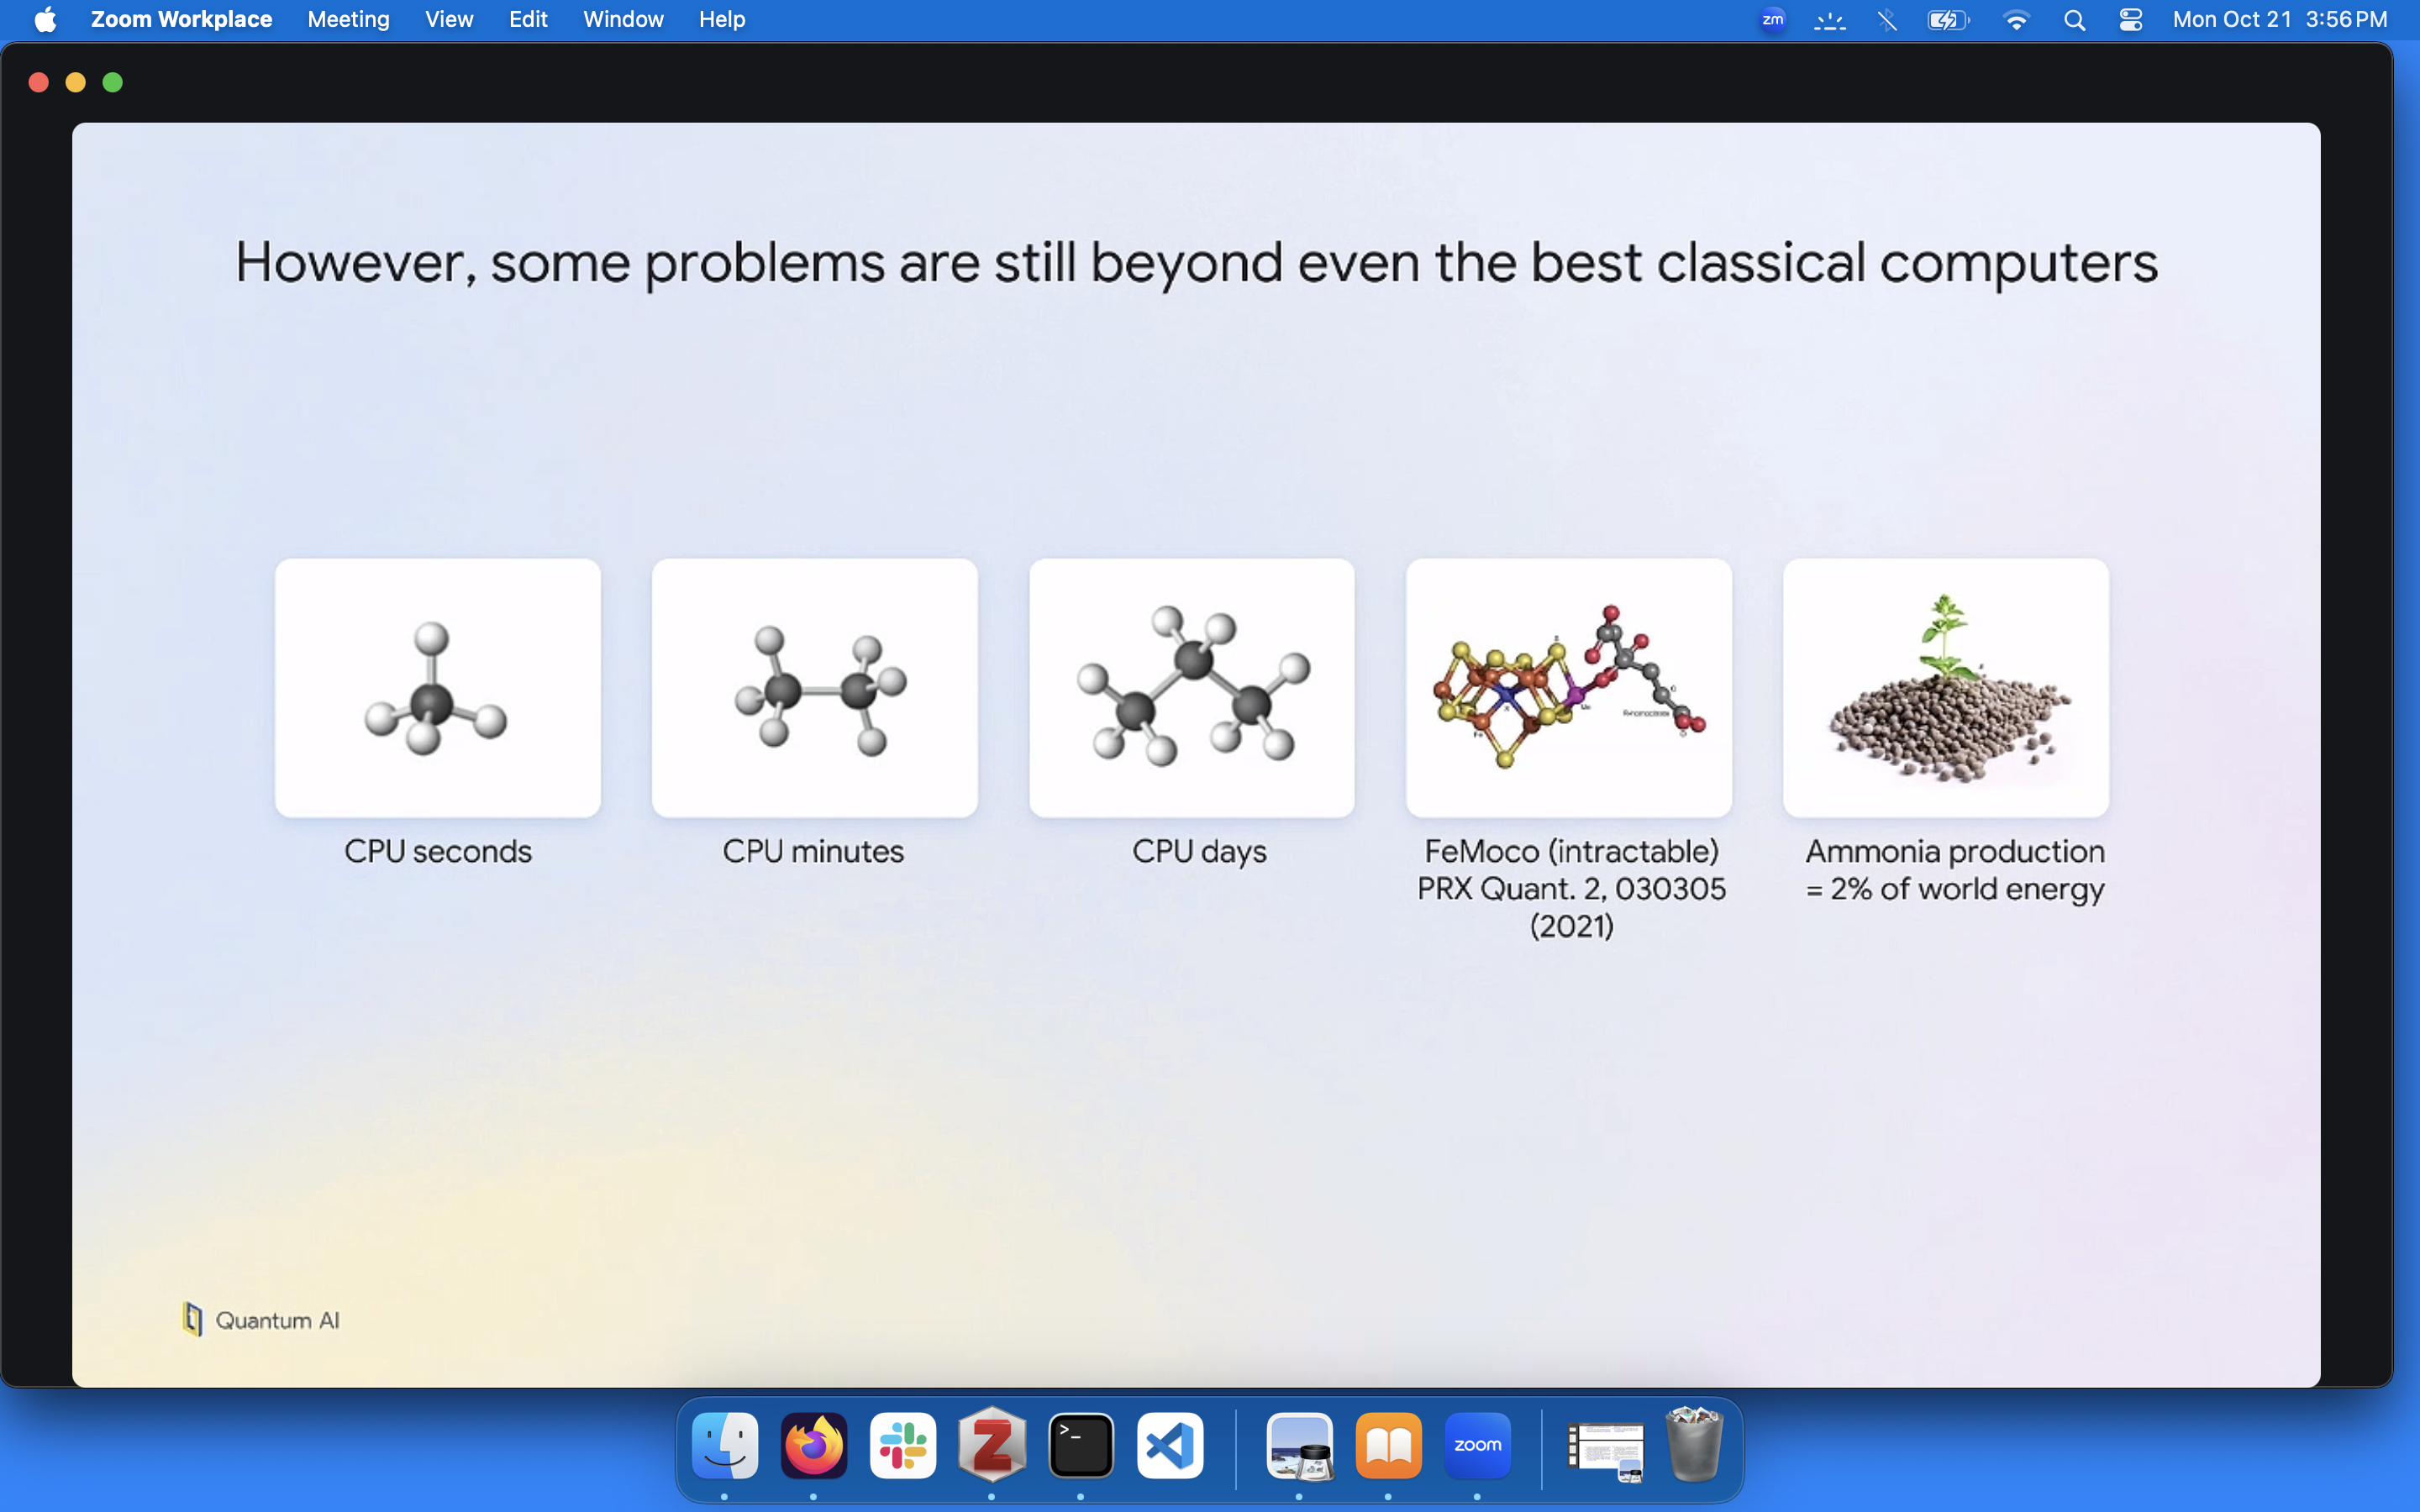 Zoom Workplace Meeting View Edit Window Help
zm
Mon Oct 21 3:56 PM
However, some problems are still beyond even the best classical computers
CPU seconds
CPU minutes
CPU days
FeMoco (intractable)
PRX Quant. 2, 030305
(2021)
Ammonia production
= 2% of world energy
Quantum AI
>_
zoom